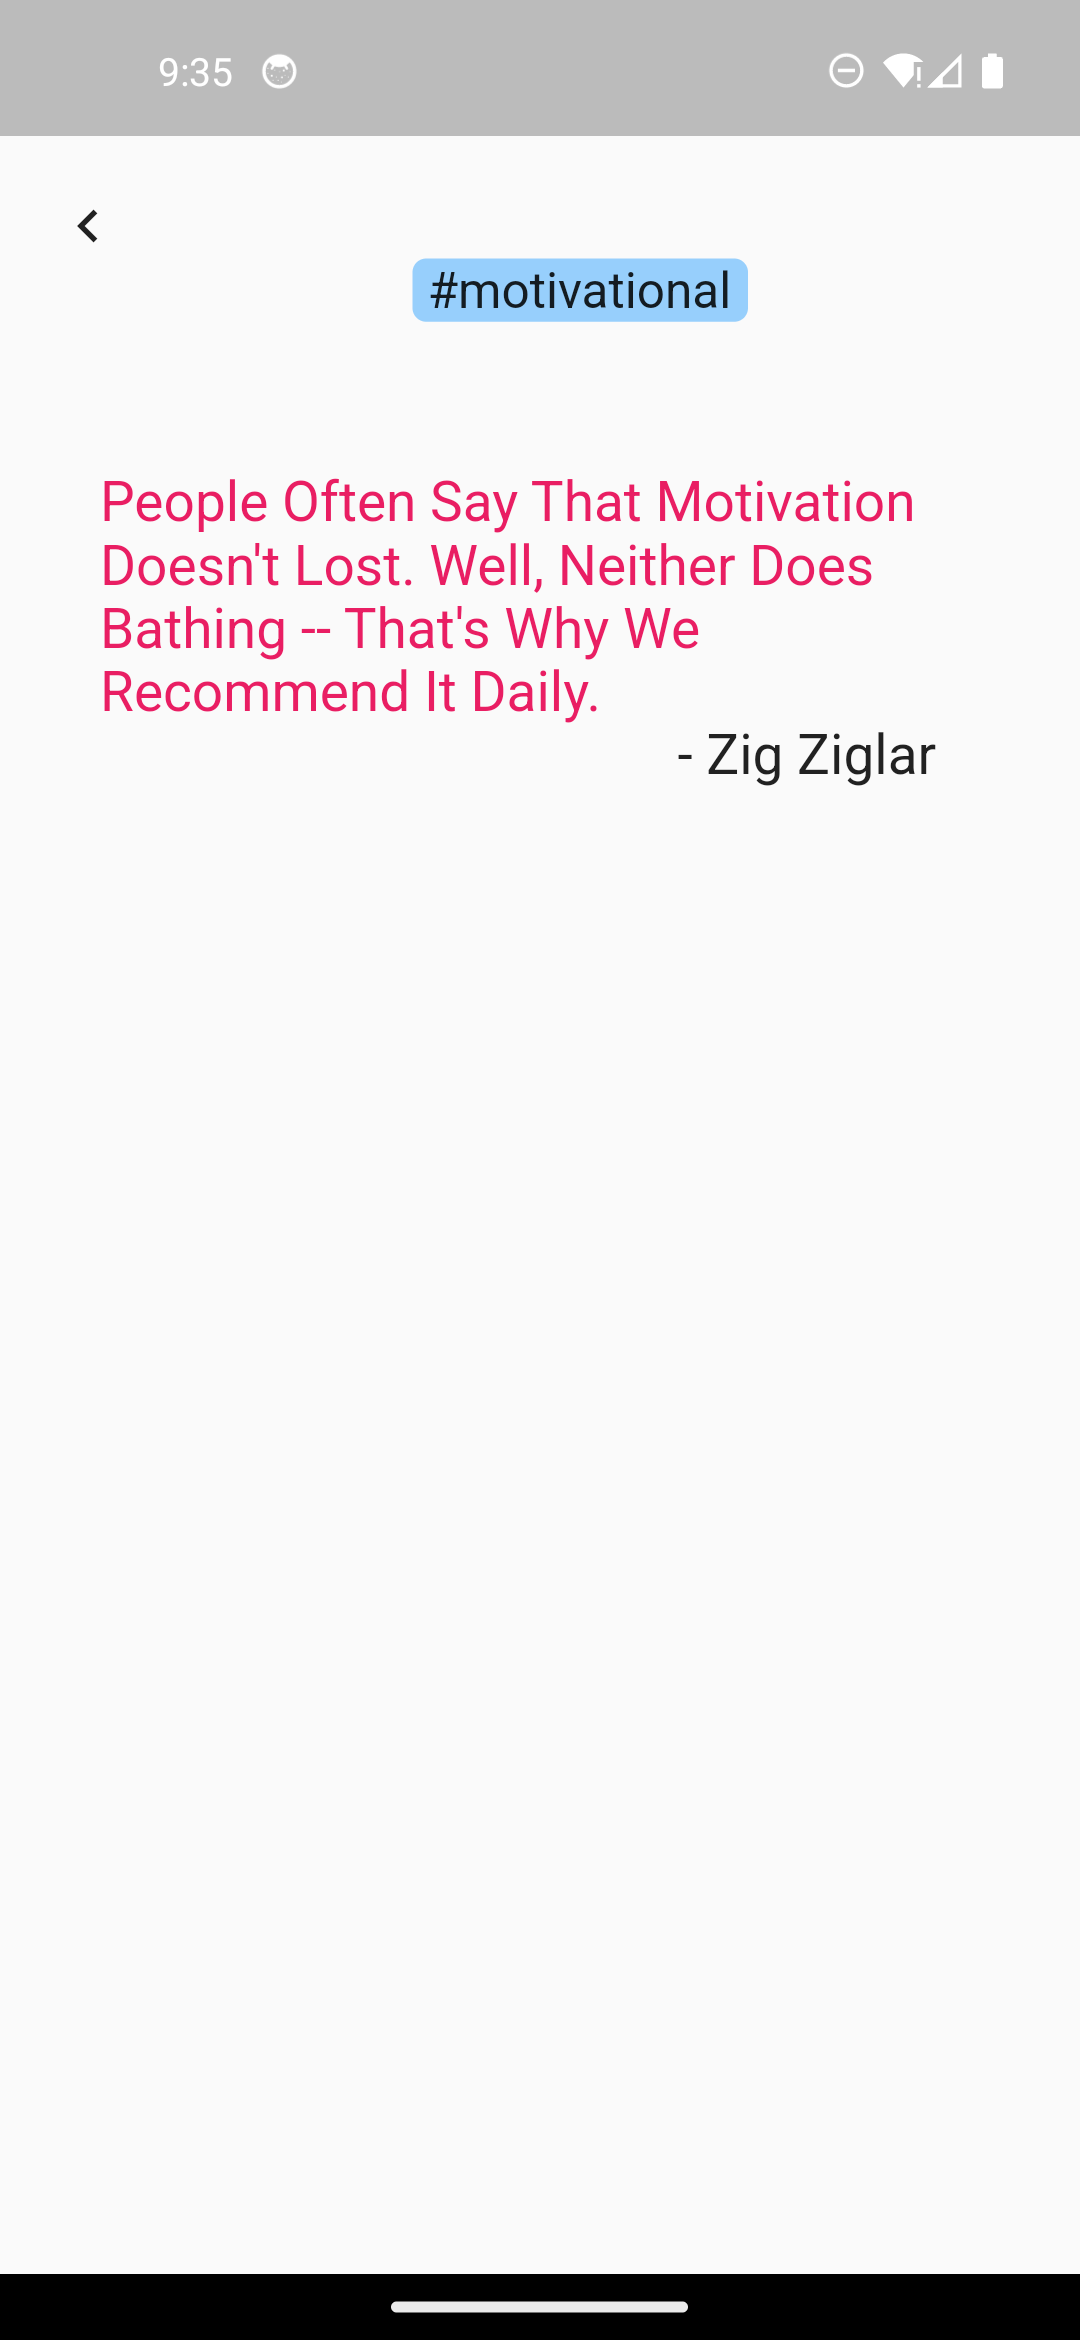 9:35
#motivational
People Often Say That Motivation
Doesn't Lost. Well, Neither Does
Bathing -- That's Why We
Recommend It Daily.
- Zig Ziglar